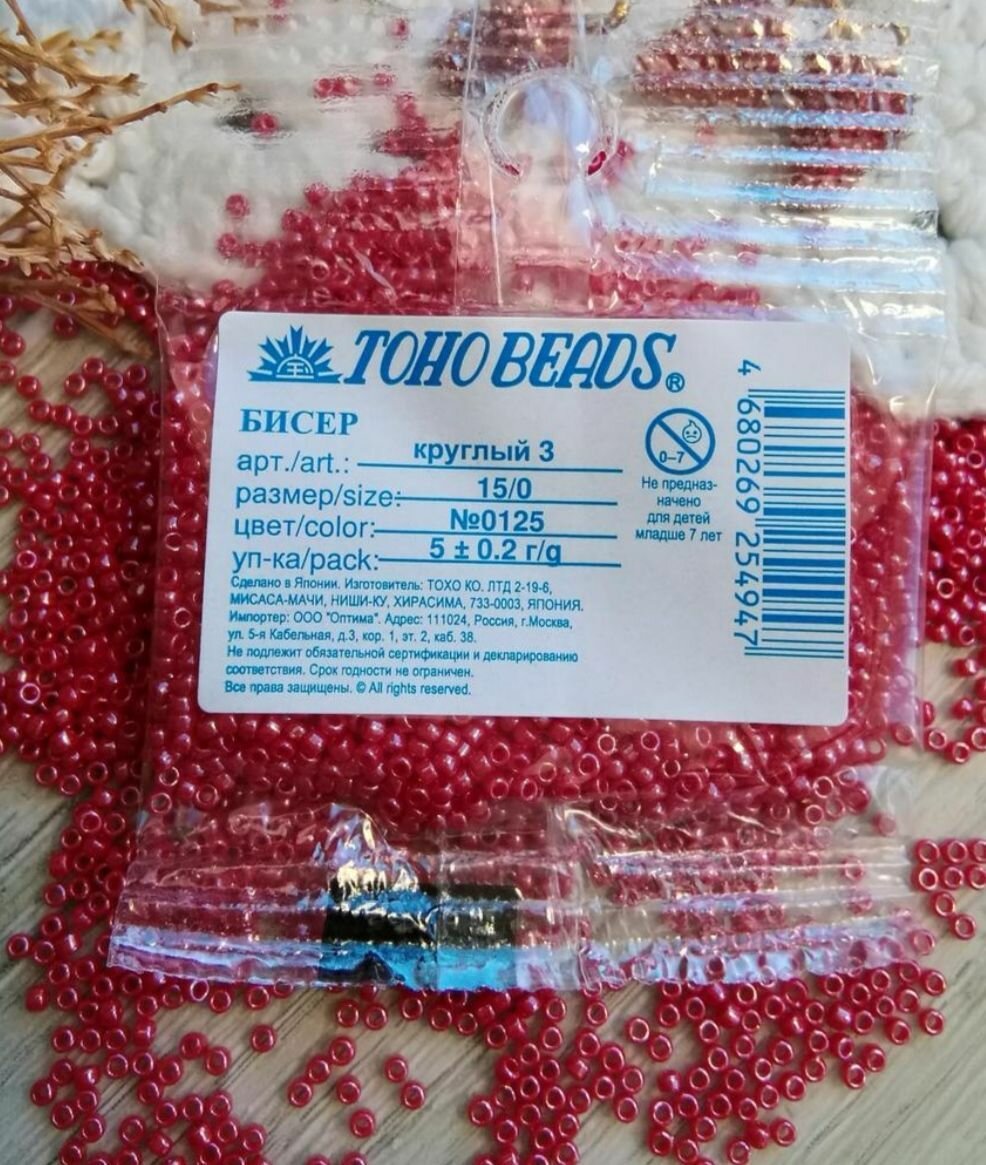 TOHO BEADS®
БИСЕР
арт./art.: круглый 3
размер/size: 15/0
цвет/color: №0125
уп-ка/pack: 5 ± 0.2 г/g
0–7
Не предназ-
начено
для детей
младше 7 лет
Сделано в Японии. Изготовитель: ТОХО КО. ЛТД 2-19-6,
МИСАСА-МАЧИ, НИШИ-КУ, ХИРАСИМА, 733-0003, ЯПОНИЯ.
Импортер: ООО "Оптима". Адрес: 111024, Россия, г.Москва,
ул. 5-я Кабельная, д.3, кор. 1, эт. 2, каб. 38.
Не подлежит обязательной сертификации и декларированию
соответствия. Срок годности не ограничен.
Все права защищены. © All rights reserved.
4 680269 254947